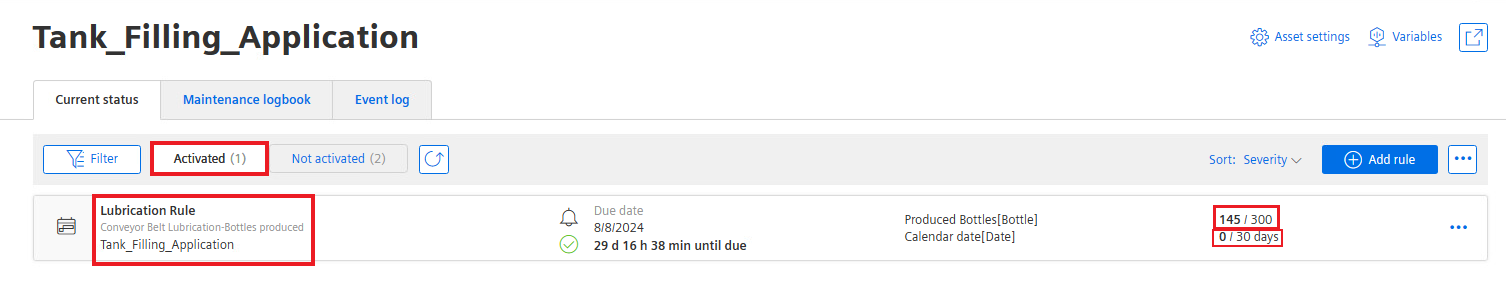 Tank_Filling_Application
Asset settings
Variables
Current status
Maintenance logbook
Event log
Filter
Activated (1)
Not activated (2)
Sort: Severity
Add rule
Lubrication Rule
Conveyor Belt Lubrication-Bottles produced
Tank_Filling_Application
Due date
8/8/2024
29 d 16 h 38 min until due
Produced Bottles[Bottle]
Calendar date[Date]
145 / 300
0 / 30 days